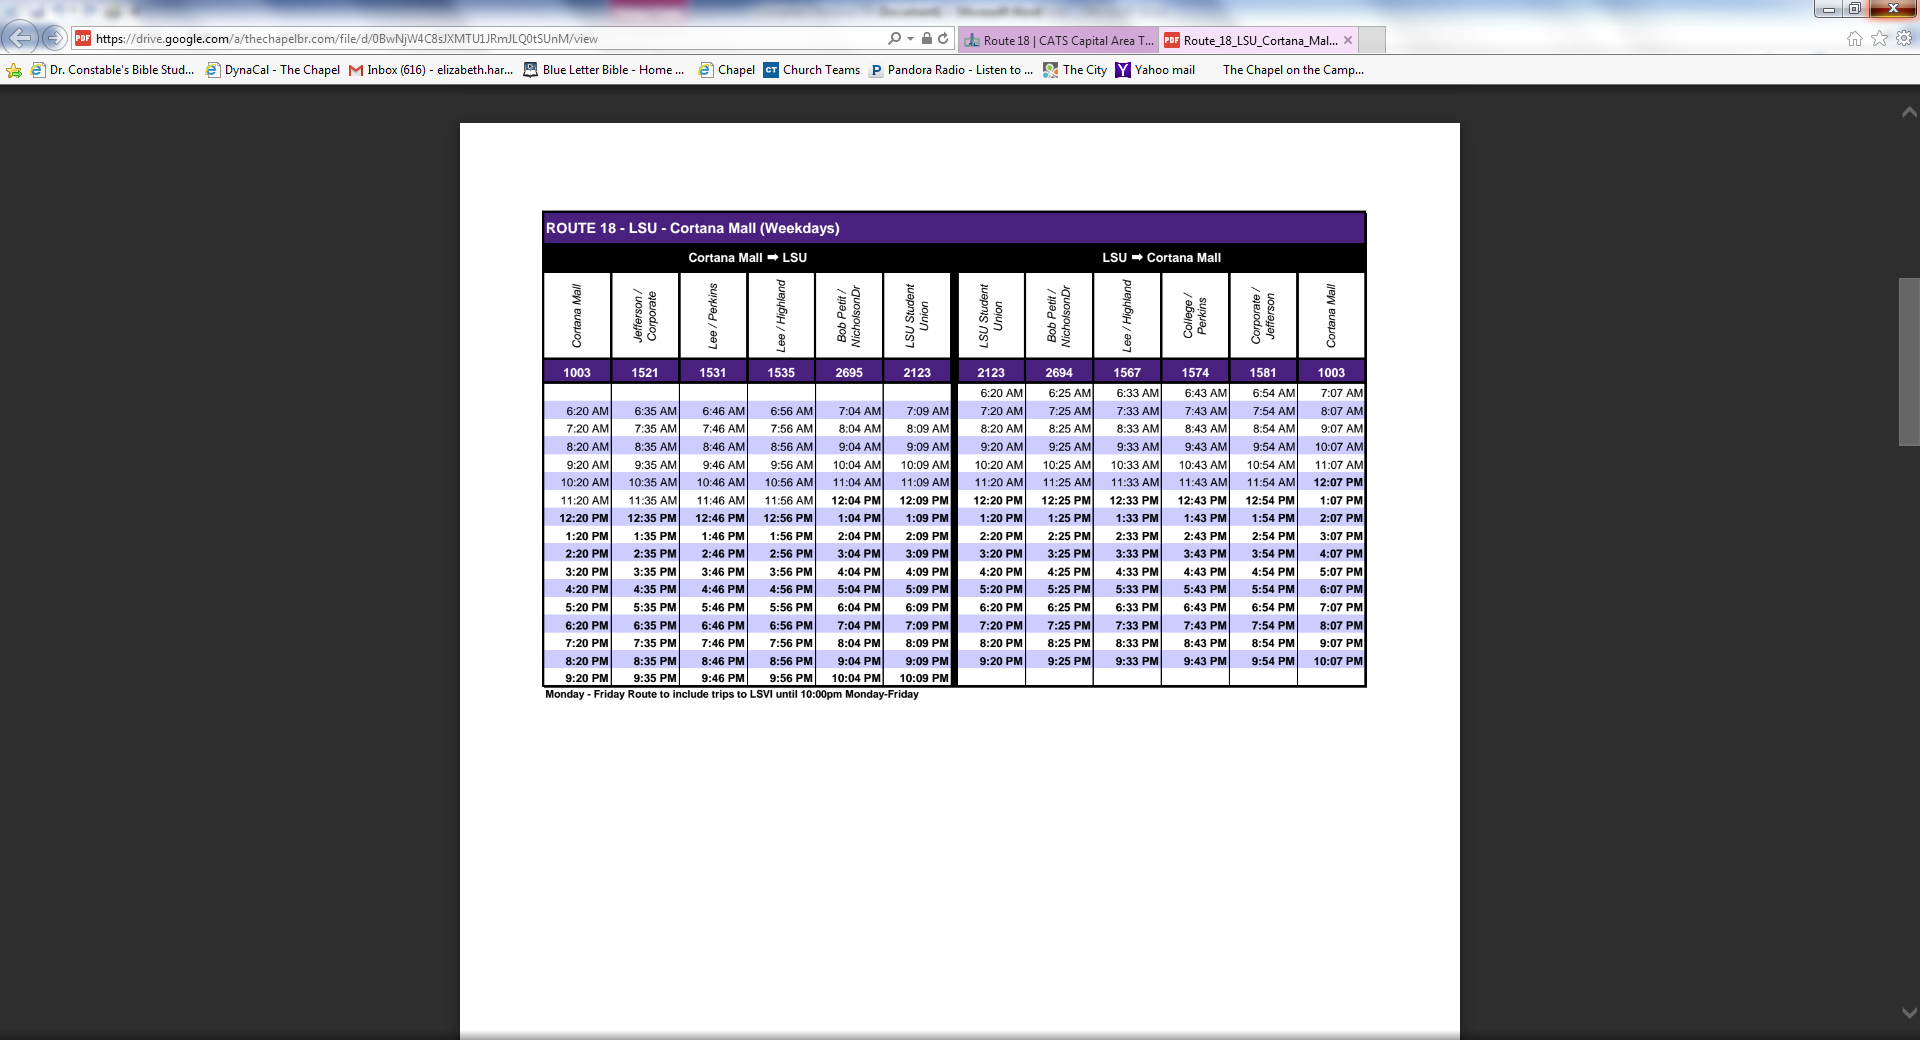 https://drive.google.com/a/thechapelbr.com/file/d/0BwNjW4C8sJXMTU1JRmJLQ0tSUnM/view
Route 18 | CATS Capital Area T...
Route_18_LSU_Cortana_Mal...
Dr. Constable's Bible Stud... DynaCal - The Chapel Inbox (616) - elizabeth.har... Blue Letter Bible - Home ... Chapel Church Teams Pandora Radio - Listen to ... The City Yahoo mail The Chapel on the Camp...
ROUTE 18 - LSU - Cortana Mall (Weekdays)
Cortana Mall ➡ LSU LSU ➡ Cortana Mall
Cortana Mall
Jefferson /
Corporate
Lee / Perkins
Lee / Highland
Bob Petit /
NicholsonDr
LSU Student
Union
LSU Student
Union
Bob Petit /
NicholsonDr
Lee / Highland
College /
Perkins
Corporate /
Jefferson
Cortana Mall
1003 1521 1531 1535 2695 2123 2123 2694 1567 1574 1581 1003
6:20 AM 6:25 AM 6:33 AM 6:43 AM 6:54 AM 7:07 AM
6:20 AM 6:35 AM 6:46 AM 6:56 AM 7:04 AM 7:09 AM 7:20 AM 7:25 AM 7:33 AM 7:43 AM 7:54 AM 8:07 AM
7:20 AM 7:35 AM 7:46 AM 7:56 AM 8:04 AM 8:09 AM 8:20 AM 8:25 AM 8:33 AM 8:43 AM 8:54 AM 9:07 AM
8:20 AM 8:35 AM 8:46 AM 8:56 AM 9:04 AM 9:09 AM 9:20 AM 9:25 AM 9:33 AM 9:43 AM 9:54 AM 10:07 AM
9:20 AM 9:35 AM 9:46 AM 9:56 AM 10:04 AM 10:09 AM 10:20 AM 10:25 AM 10:33 AM 10:43 AM 10:54 AM 11:07 AM
10:20 AM 10:35 AM 10:46 AM 10:56 AM 11:04 AM 11:09 AM 11:20 AM 11:25 AM 11:33 AM 11:43 AM 11:54 AM 12:07 PM
11:20 AM 11:35 AM 11:46 AM 11:56 AM 12:04 PM 12:09 PM 12:20 PM 12:25 PM 12:33 PM 12:43 PM 12:54 PM 1:07 PM
12:20 PM 12:35 PM 12:46 PM 12:56 PM 1:04 PM 1:09 PM 1:20 PM 1:25 PM 1:33 PM 1:43 PM 1:54 PM 2:07 PM
1:20 PM 1:35 PM 1:46 PM 1:56 PM 2:04 PM 2:09 PM 2:20 PM 2:25 PM 2:33 PM 2:43 PM 2:54 PM 3:07 PM
2:20 PM 2:35 PM 2:46 PM 2:56 PM 3:04 PM 3:09 PM 3:20 PM 3:25 PM 3:33 PM 3:43 PM 3:54 PM 4:07 PM
3:20 PM 3:35 PM 3:46 PM 3:56 PM 4:04 PM 4:09 PM 4:20 PM 4:25 PM 4:33 PM 4:43 PM 4:54 PM 5:07 PM
4:20 PM 4:35 PM 4:46 PM 4:56 PM 5:04 PM 5:09 PM 5:20 PM 5:25 PM 5:33 PM 5:43 PM 5:54 PM 6:07 PM
5:20 PM 5:35 PM 5:46 PM 5:56 PM 6:04 PM 6:09 PM 6:20 PM 6:25 PM 6:33 PM 6:43 PM 6:54 PM 7:07 PM
6:20 PM 6:35 PM 6:46 PM 6:56 PM 7:04 PM 7:09 PM 7:20 PM 7:25 PM 7:33 PM 7:43 PM 7:54 PM 8:07 PM
7:20 PM 7:35 PM 7:46 PM 7:56 PM 8:04 PM 8:09 PM 8:20 PM 8:25 PM 8:33 PM 8:43 PM 8:54 PM 9:07 PM
8:20 PM 8:35 PM 8:46 PM 8:56 PM 9:04 PM 9:09 PM 9:20 PM 9:25 PM 9:33 PM 9:43 PM 9:54 PM 10:07 PM
9:20 PM 9:35 PM 9:46 PM 9:56 PM 10:04 PM 10:09 PM
Monday - Friday Route to include trips to LSVI until 10:00pm Monday-Friday